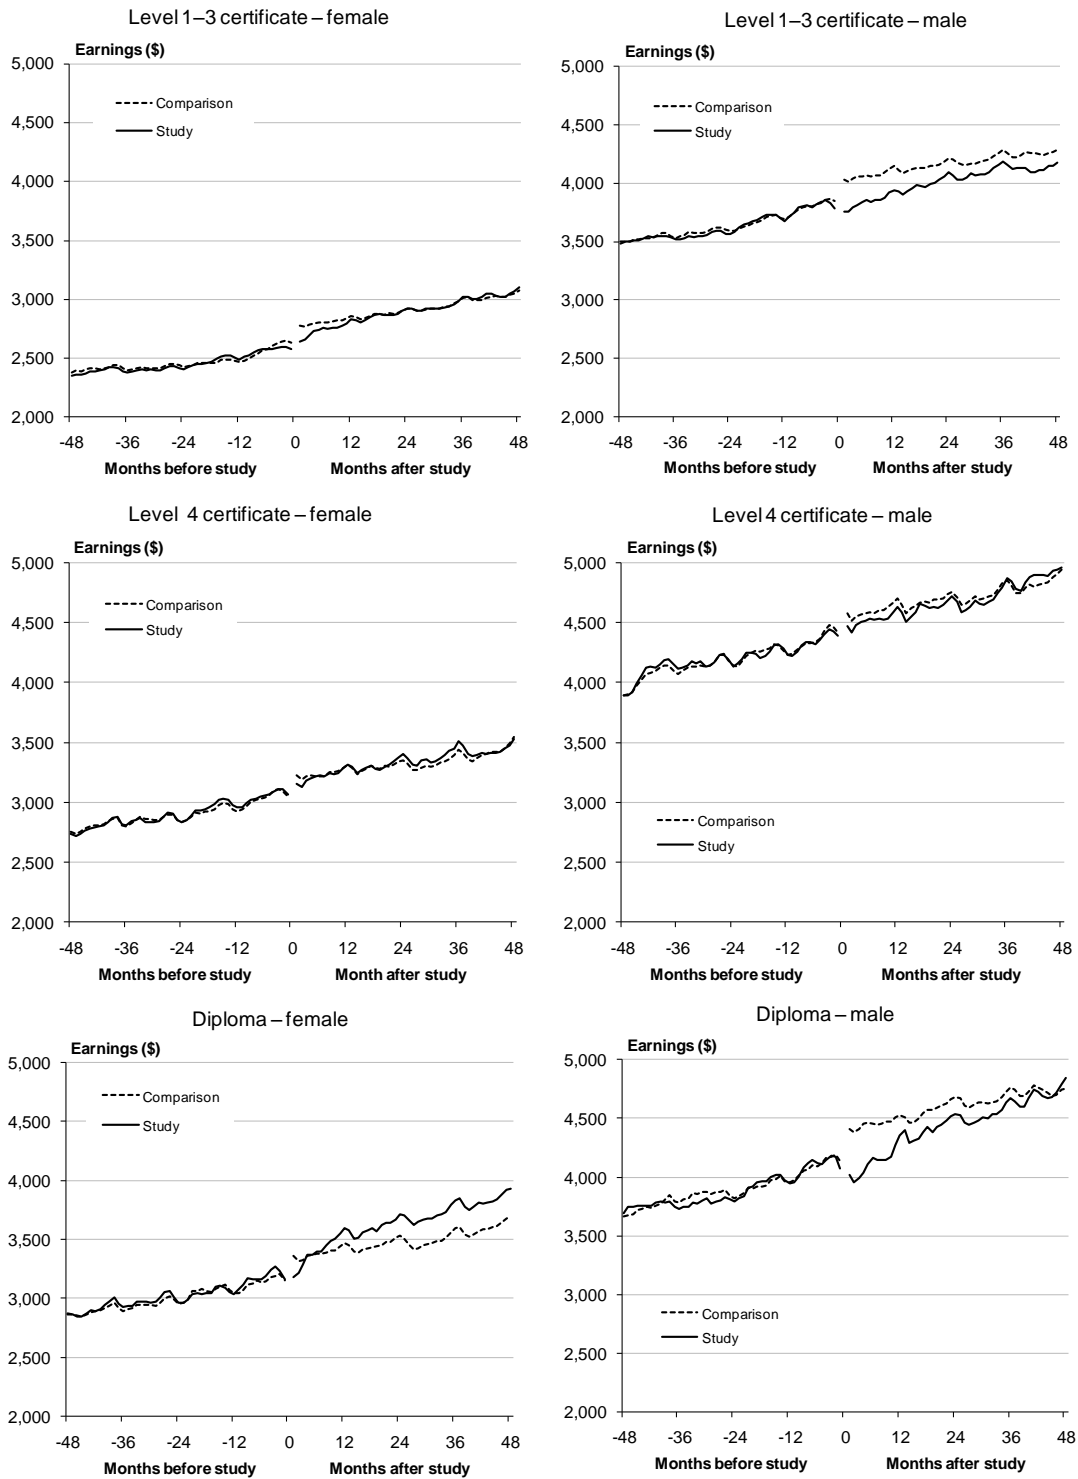 Level 1–3 certificate – female
Earnings ($)
5,000
4,500
4,000
3,500
3,000
2,500
2,000
Comparison
Study
-48 -36 -24 -12 0 12 24 36 48
Months before study Months after study
Level 1–3 certificate – male
Earnings ($)
5,000
4,500
4,000
3,500
3,000
2,500
2,000
Comparison
Study
-48 -36 -24 -12 0 12 24 36 48
Months before study Months after study
Level 4 certificate – female
Earnings ($)
5,000
4,500
4,000
3,500
3,000
2,500
2,000
Comparison
Study
-48 -36 -24 -12 0 12 24 36 48
Months before study Month after study
Level 4 certificate – male
Earnings ($)
5,000
4,500
4,000
3,500
3,000
2,500
2,000
Comparison
Study
-48 -36 -24 -12 0 12 24 36 48
Months before study Months after study
Diploma – female
Earnings ($)
5,000
4,500
4,000
3,500
3,000
2,500
2,000
Comparison
Study
-48 -36 -24 -12 0 12 24 36 48
Months before study Months after study
Diploma – male
Earnings ($)
5,000
4,500
4,000
3,500
3,000
2,500
2,000
Comparison
Study
-48 -36 -24 -12 0 12 24 36 48
Months before study Months after study